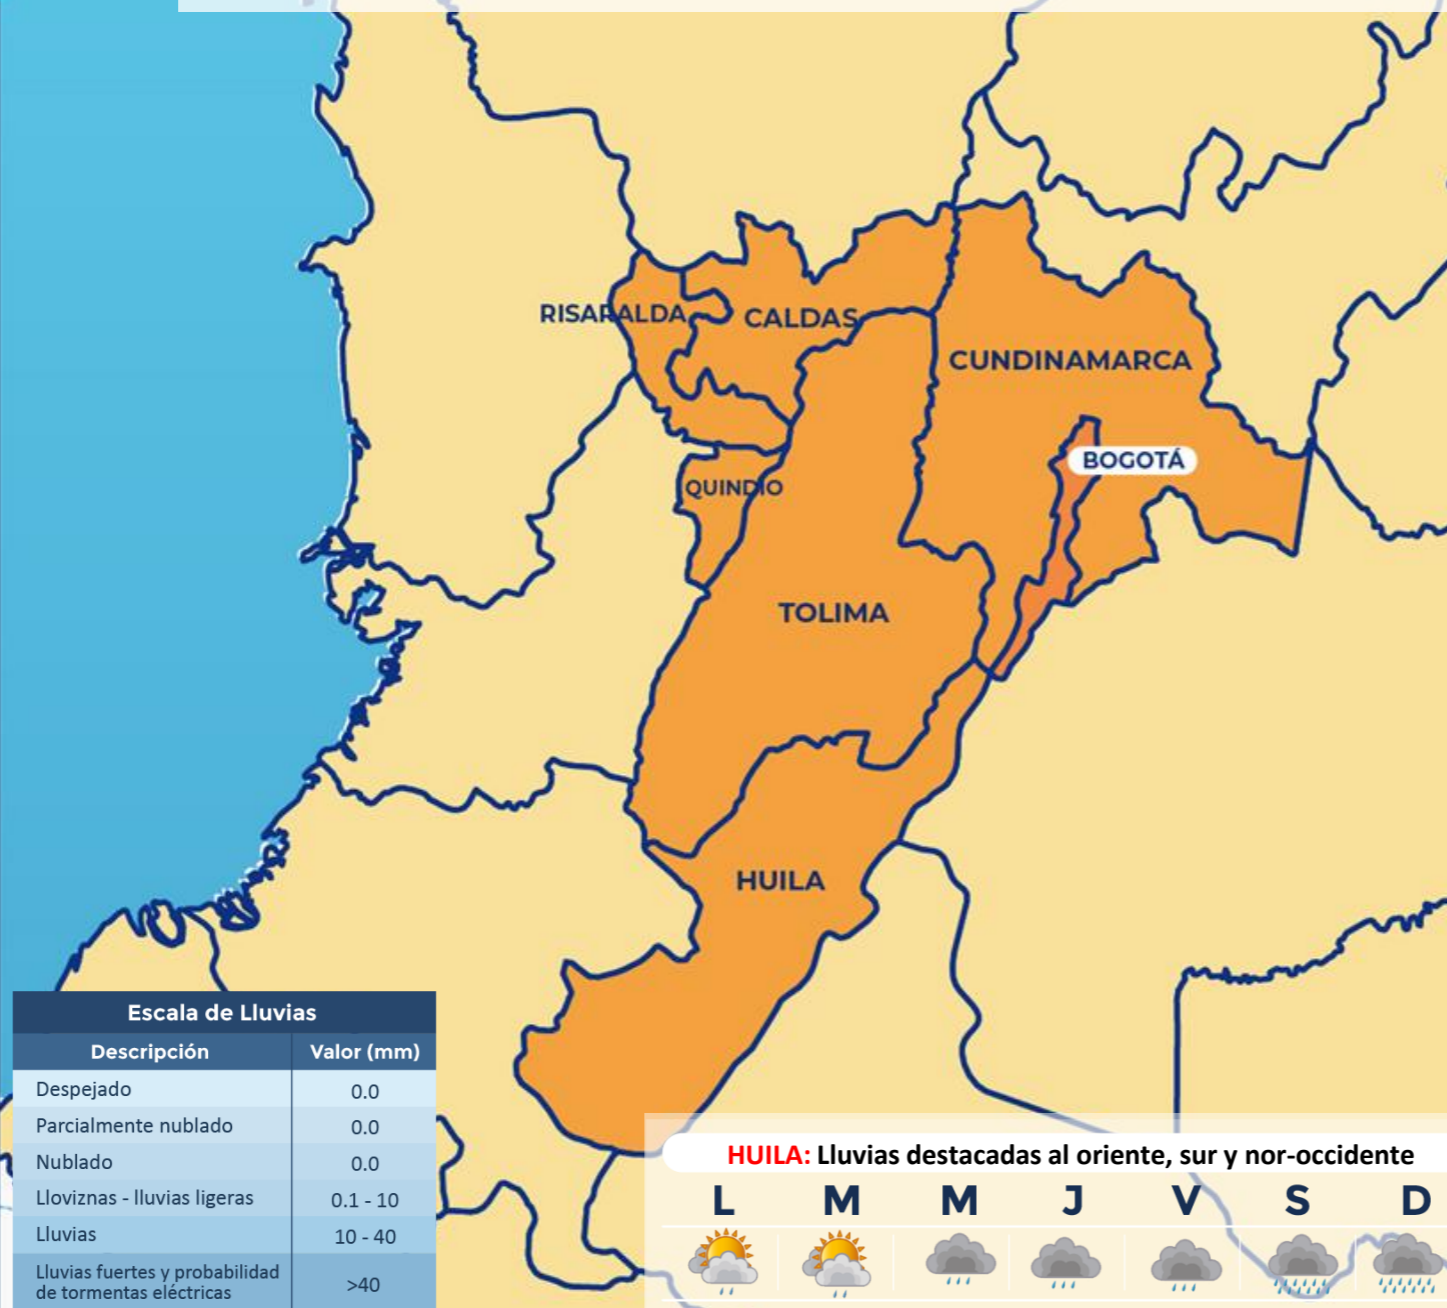 RISARALDA
CALDAS
CUNDINAMARCA
BOGOTÁ
QUINDIO
TOLIMA
HUILA
Escala de Lluvias
Descripción Valor (mm)
Despejado 0.0
Parcialmente nublado 0.0
Nublado 0.0
Lloviznas - lluvias ligeras 0.1 - 10
Lluvias 10 - 40
Lluvias fuertes y probabilidad
de tormentas eléctricas >40
HUILA: Lluvias destacadas al oriente, sur y nor-occidente
L M M J V S D